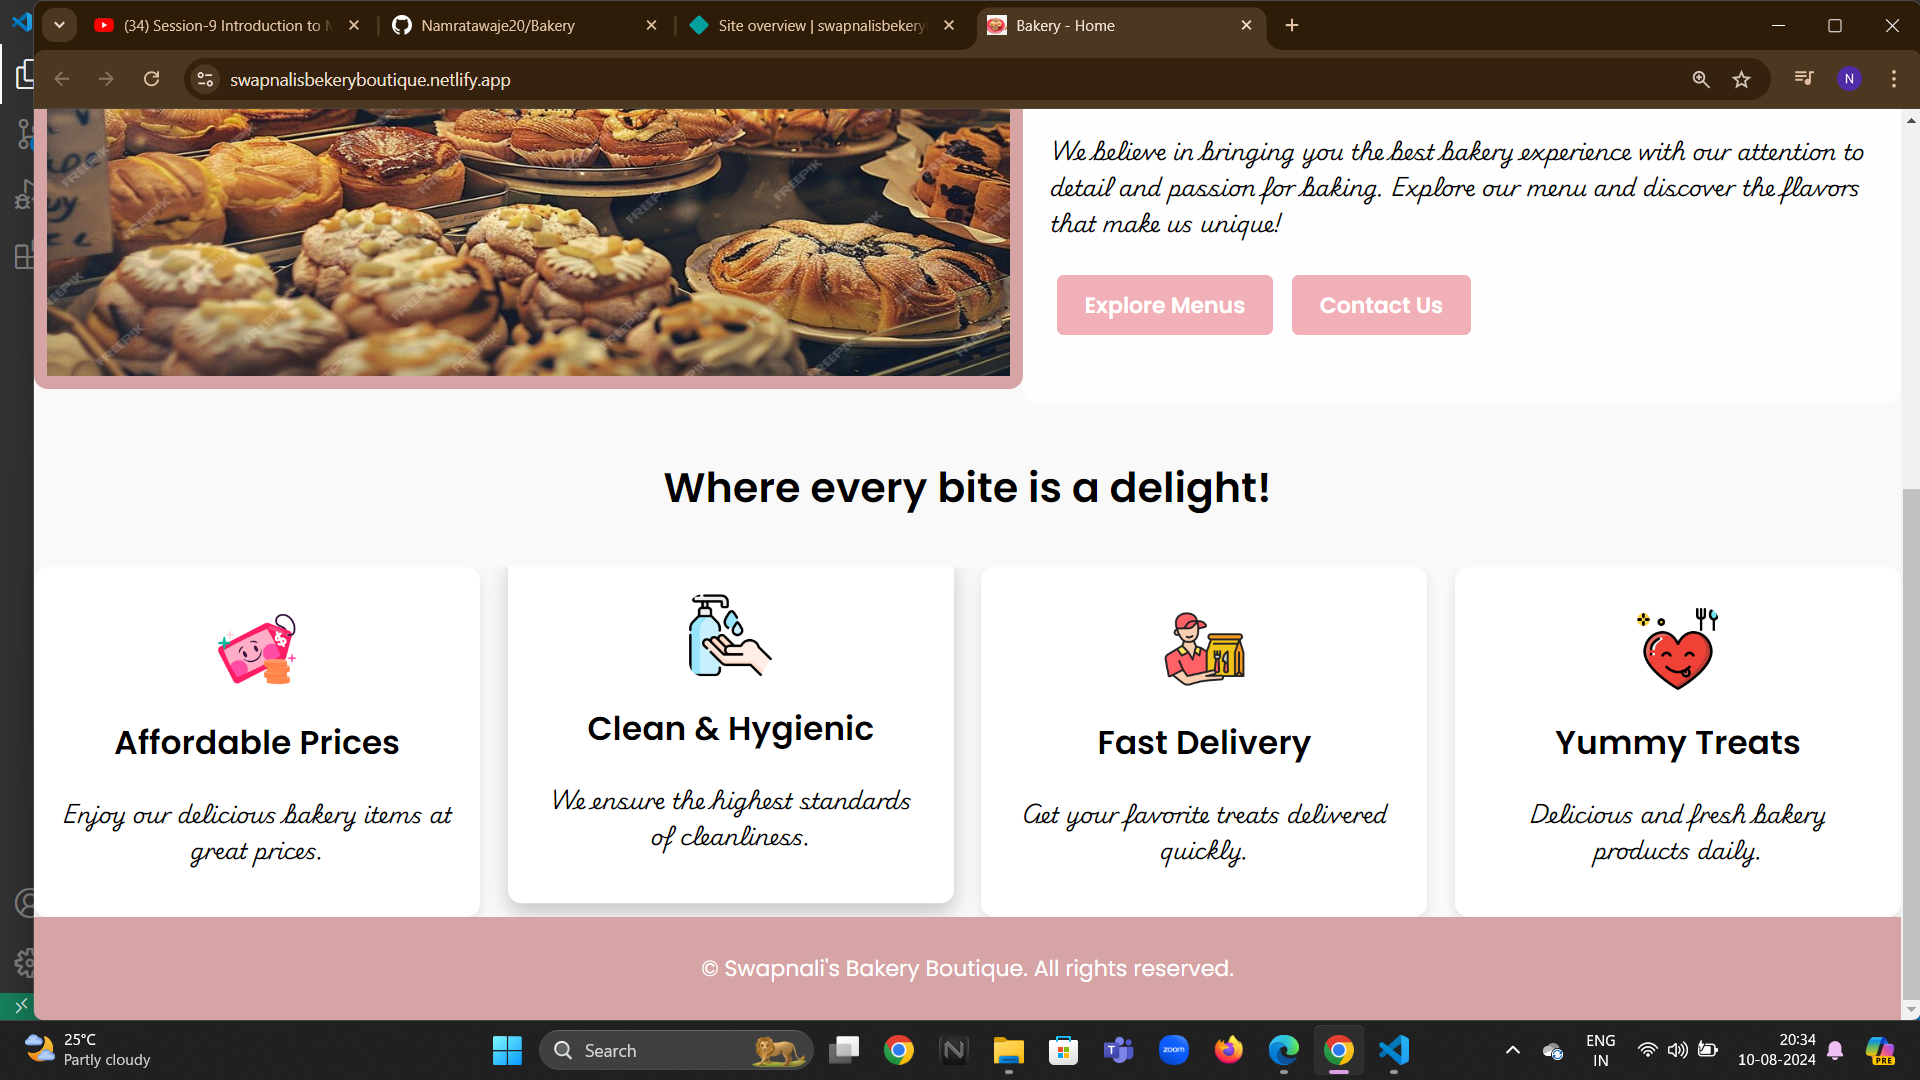 (34) Session-9 Introduction to M
Namratawaje20/Bakery
Site overview | swapnalisbekery
Bakery - Home
swapnalisbekeryboutique.netlify.app
N
FREEPIK
We believe in bringing you the best bakery experience with our attention to
detail and passion for baking. Explore our menu and discover the flavors
that make us unique!
Explore Menus
Contact Us
Where every bite is a delight!
Affordable Prices
Enjoy our delicious bakery items at
great prices.
Clean & Hygienic
We ensure the highest standards
of cleanliness.
Fast Delivery
Get your favorite treats delivered
quickly.
Yummy Treats
Delicious and fresh bakery
products daily.
© Swapnali's Bakery Boutique. All rights reserved.
25°C
Partly cloudy
Search
zoom
ENG
IN
20:34
10-08-2024
PRE